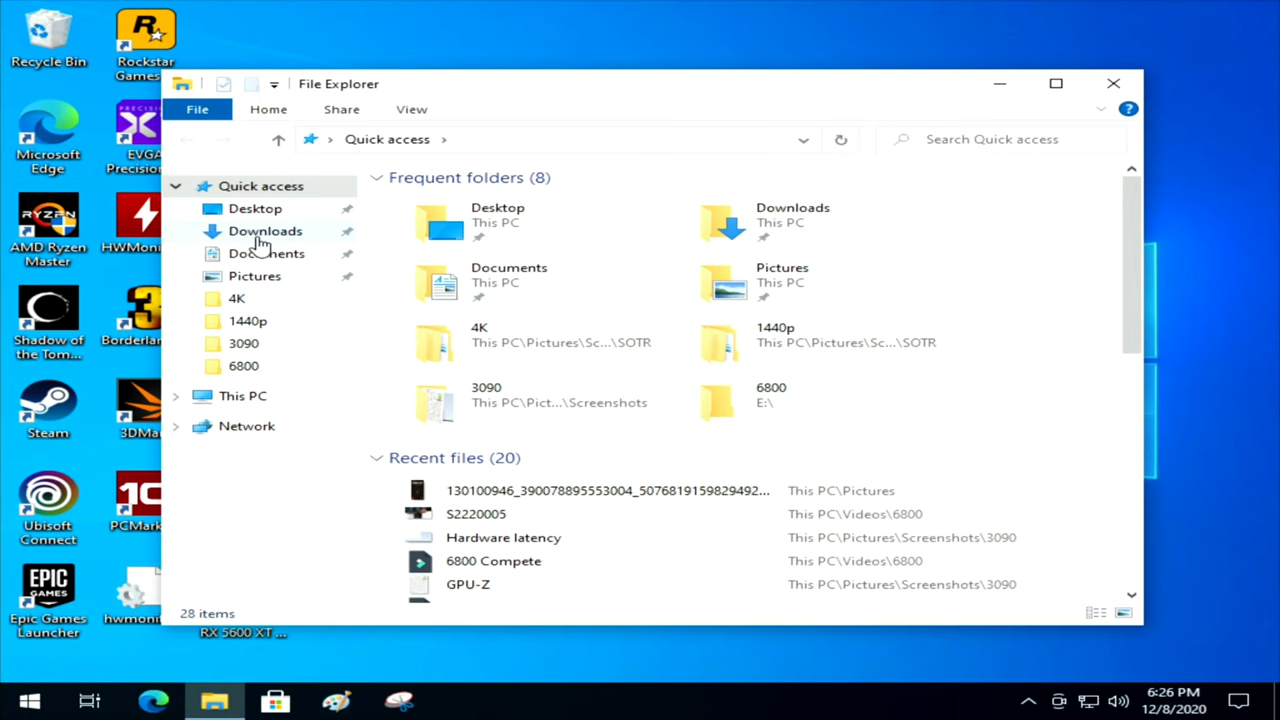 Recycle Bin
Rockstar
Games
Microsoft
Edge
EVGA
Precision
AMD Ryzen
Master
HWMoni
Shadow of
the Tom...
Borderlan
Steam
3DMa
Ubisoft
Connect
PCMark
Epic Games
Launcher
hwmoni
RX 5600 XT ...
File Explorer
File
Home
Share
View
Quick access
Search Quick access
Quick access
Desktop
Downloads
Documents
Pictures
4K
1440p
3090
6800
This PC
Network
Frequent folders (8)
Desktop
This PC
Downloads
This PC
Documents
This PC
Pictures
This PC
4K
This PC\Pictures\Sc...\SOTR
1440p
This PC\Pictures\Sc...\SOTR
3090
This PC\Pict...\Screenshots
6800
E:\
Recent files (20)
130100946_390078895553004_5076819159829492... This PC\Pictures
S2220005 This PC\Videos\6800
Hardware latency This PC\Pictures\Screenshots\3090
6800 Compete This PC\Videos\6800
GPU-Z This PC\Pictures\Screenshots\3090
28 items
6:26 PM
12/8/2020